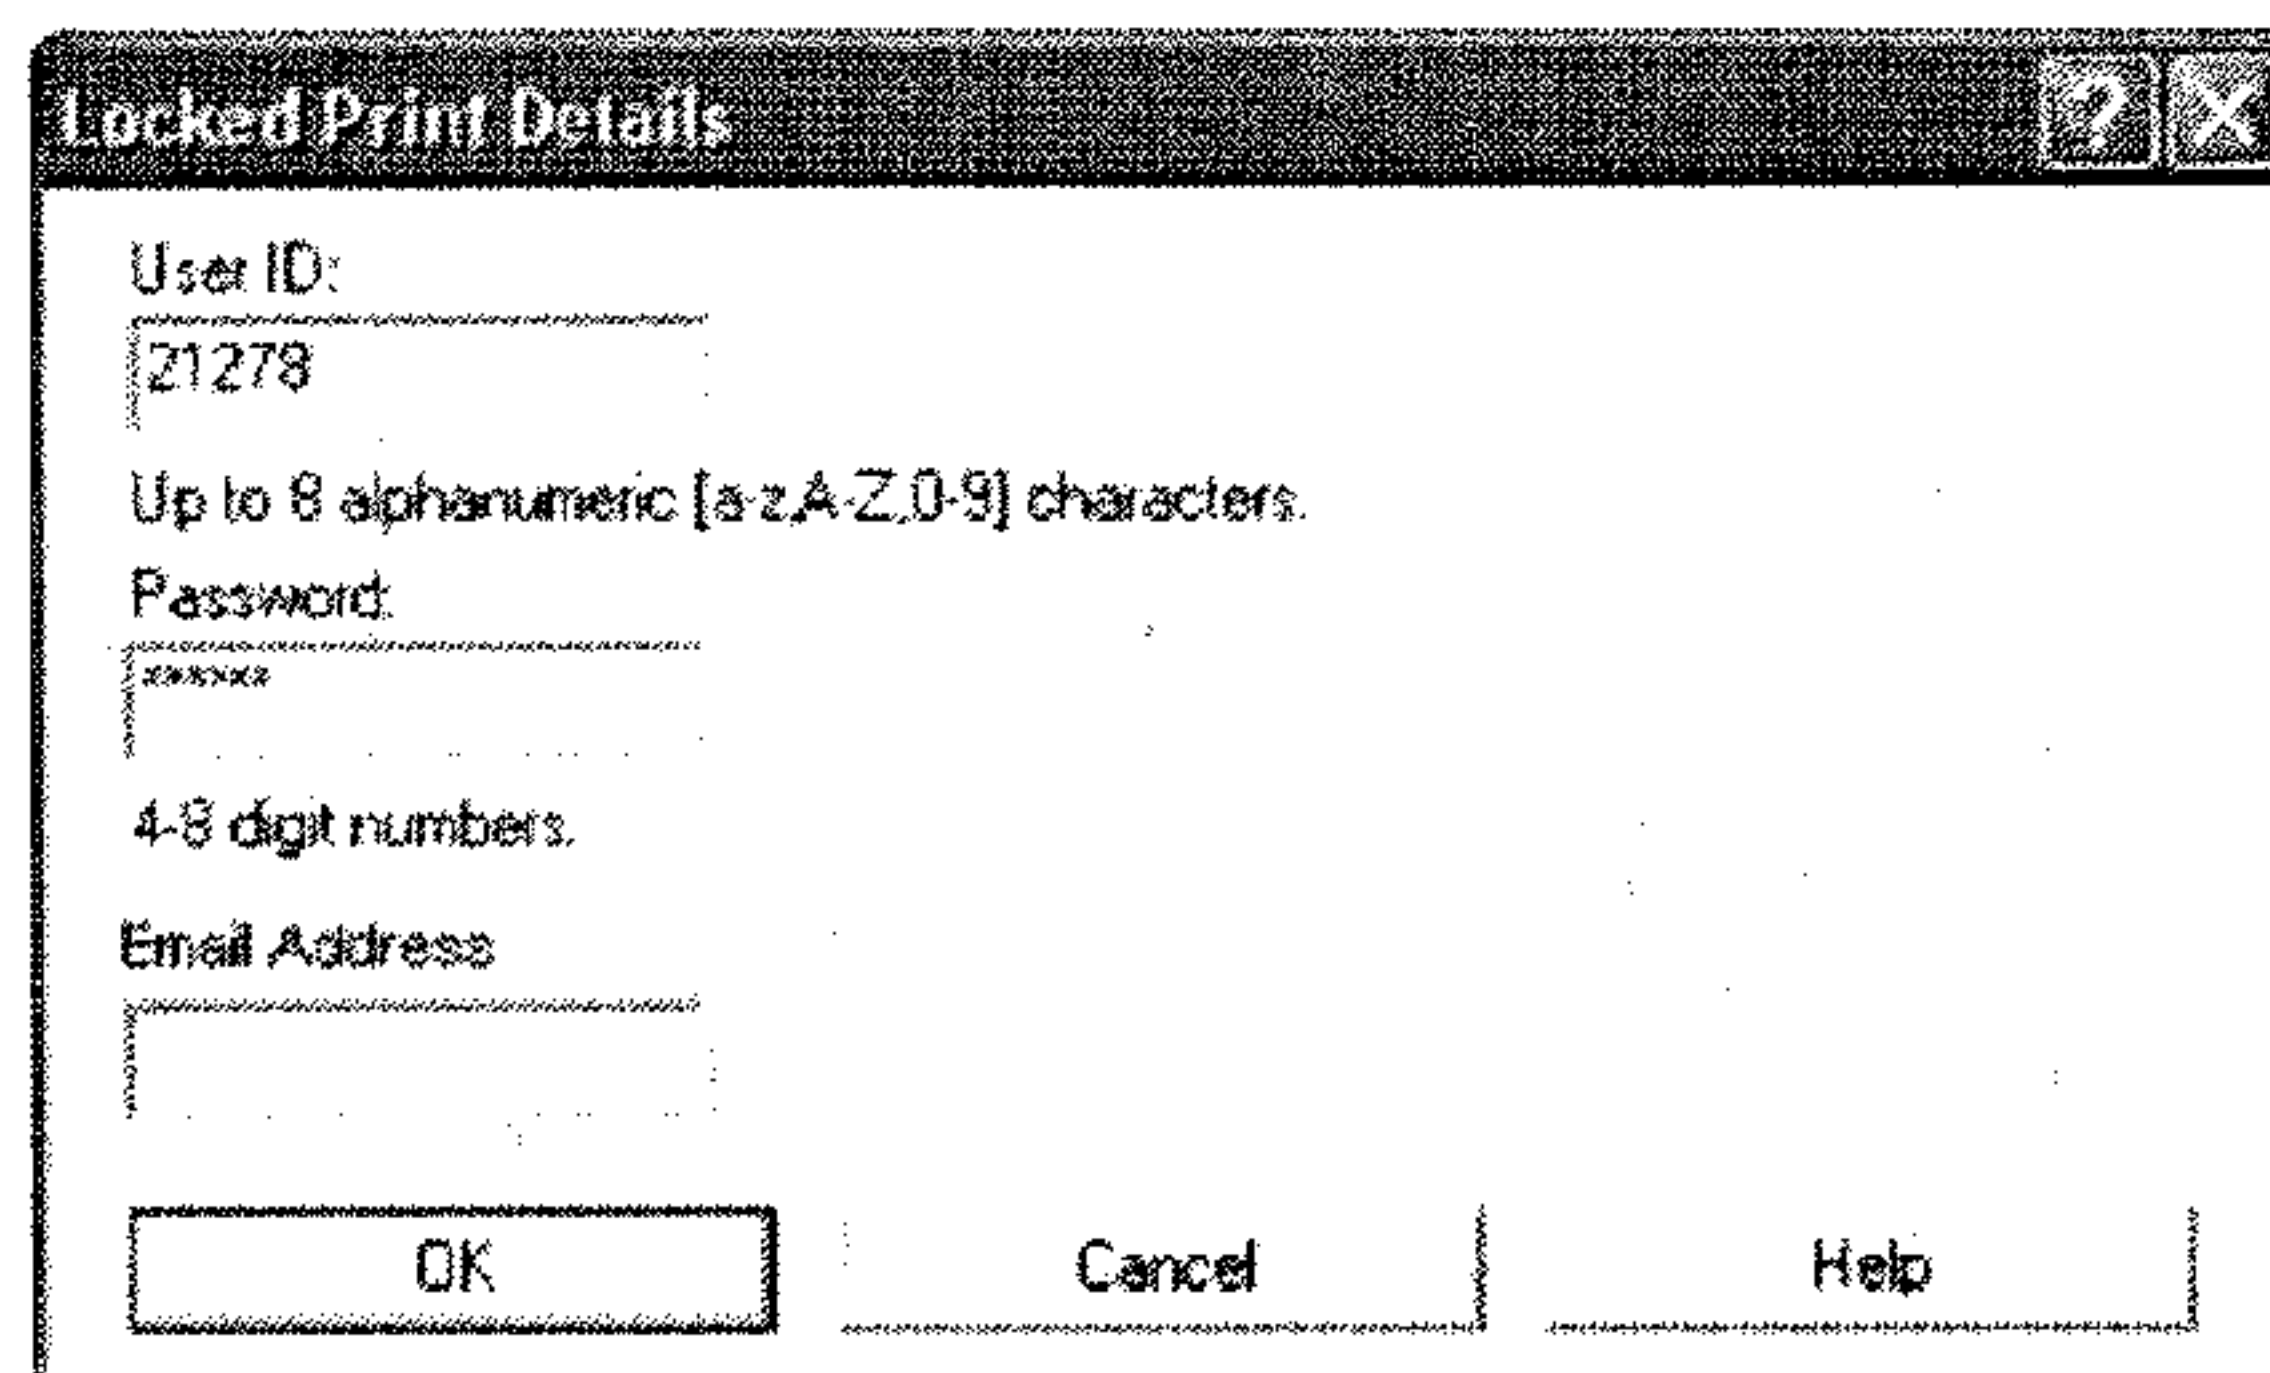 Locked Print Details ? X
User ID:
21278
Up to 8 alphanumeric [a-z,A-Z,0-9] characters.
Password:
4-8 digit numbers.
Email Address
OK Cancel Help